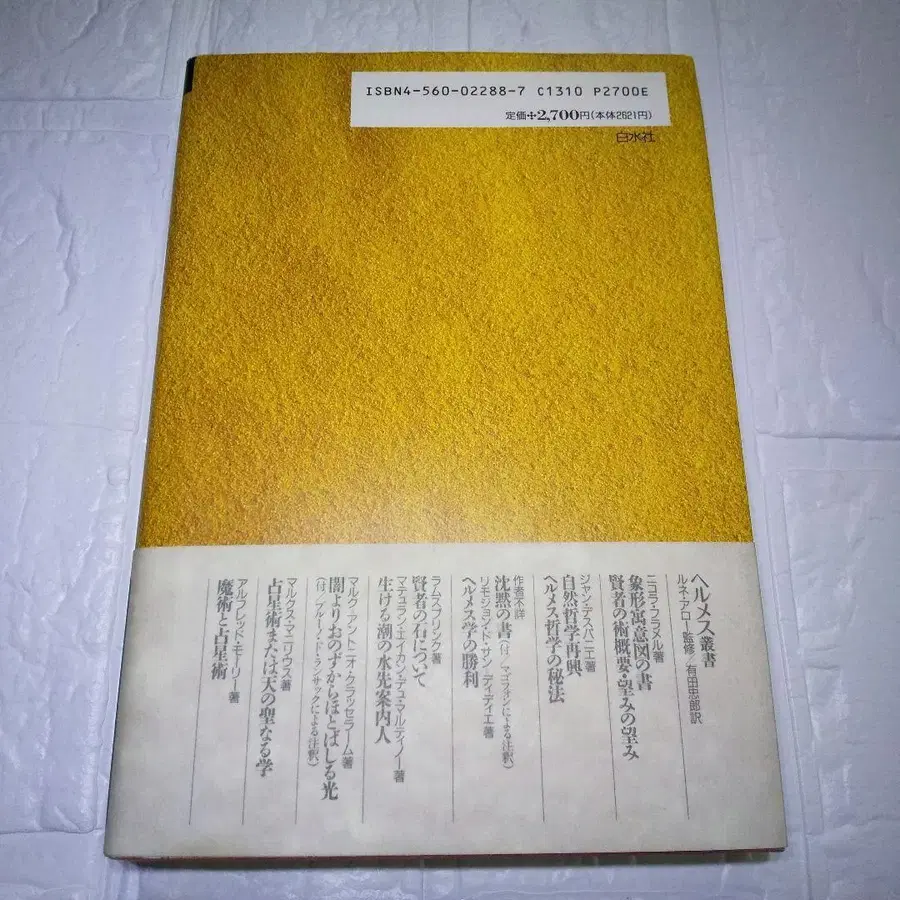 ISBN4-560-02288-7 C1310 P2700E
定価✢2,700円(本体2621円)
白水社
ヘルメス叢書
ルネ・アロー監修/有田忠郎訳
ニコラ・フラメル著
象形寓意図の書
賢者の術概要・望みの望み
ジャン・デスパニエ著
自然哲学再興
ヘルメス哲学の秘法
作者不詳
沈黙の書(付/マゴフォンによる注釈)
リモジョン・ド・サン=ディディエ著
ヘルメス学の勝利
ラムスプリンク著
賢者の石について
マテュラン・エイカン・デュ・マルティノー著
生ける潮の水先案内人
マルク=アントニオ・クラッセラーム著
闇よりおのずからほとばしる光
(付/ブルーノ・ド・ランサックによる注釈)
マルクス・マニリウス著
占星術または天の聖なる学
アルフレッド・モーリー著
魔術と占星術